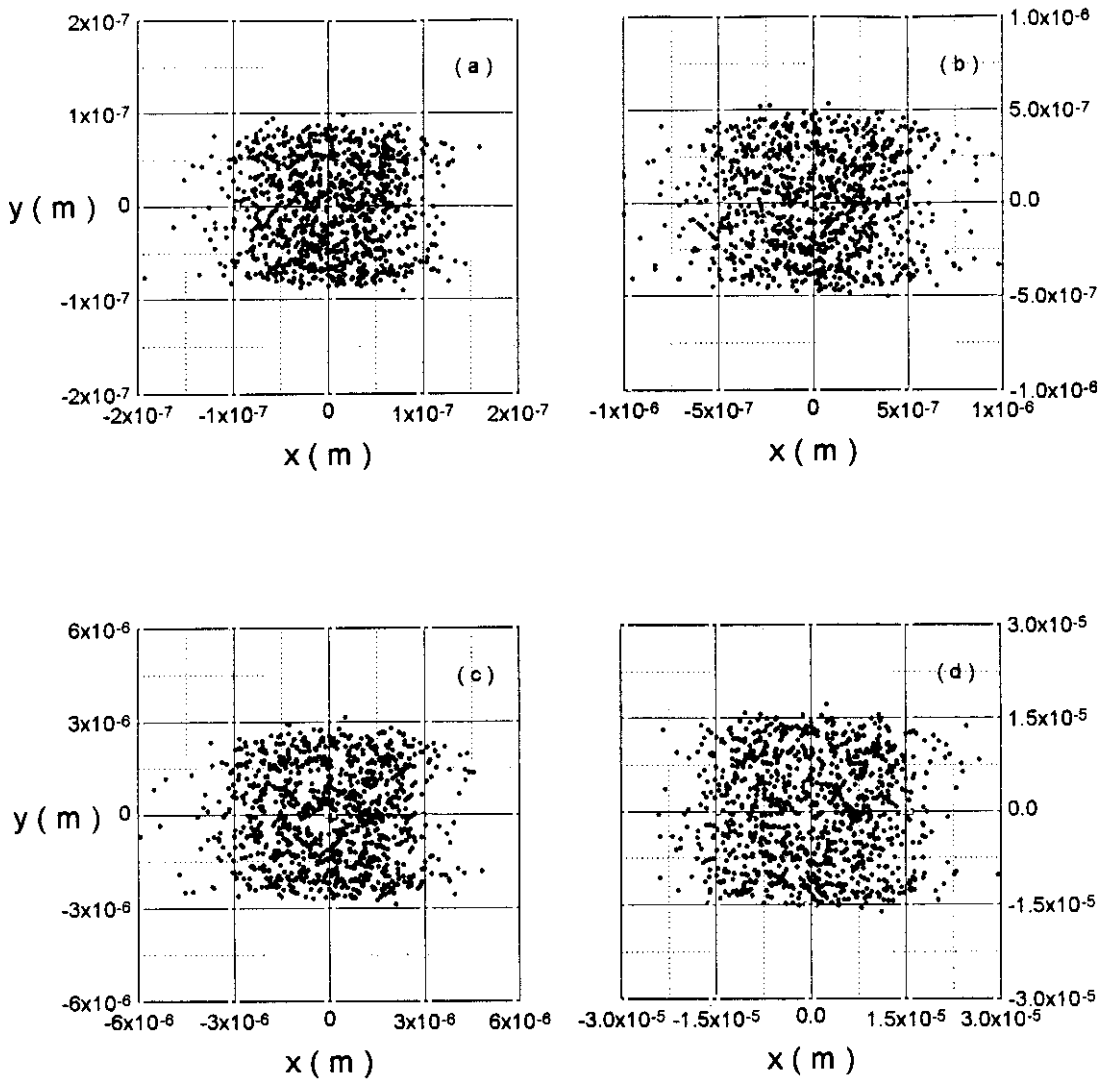 2x10-7
(a)
1x10-7
y (m)
0
-1x10-7
-2x10-7
-2x10-7 -1x10-7 0 1x10-7 2x10-7
x (m)
1.0x10-6
(b)
5.0x10-7
0.0
-5.0x10-7
-1.0x10-6
-1x10-6 -5x10-7 0 5x10-7 1x10-6
x (m)
6x10-6
(c)
3x10-6
y (m)
0
-3x10-6
-6x10-6
-6x10-6 -3x10-6 0 3x10-6 6x10-6
x (m)
3.0x10-5
(d)
1.5x10-5
0.0
-1.5x10-5
-3.0x10-5
-3.0x10-5 -1.5x10-5 0.0 1.5x10-5 3.0x10-5
x (m)